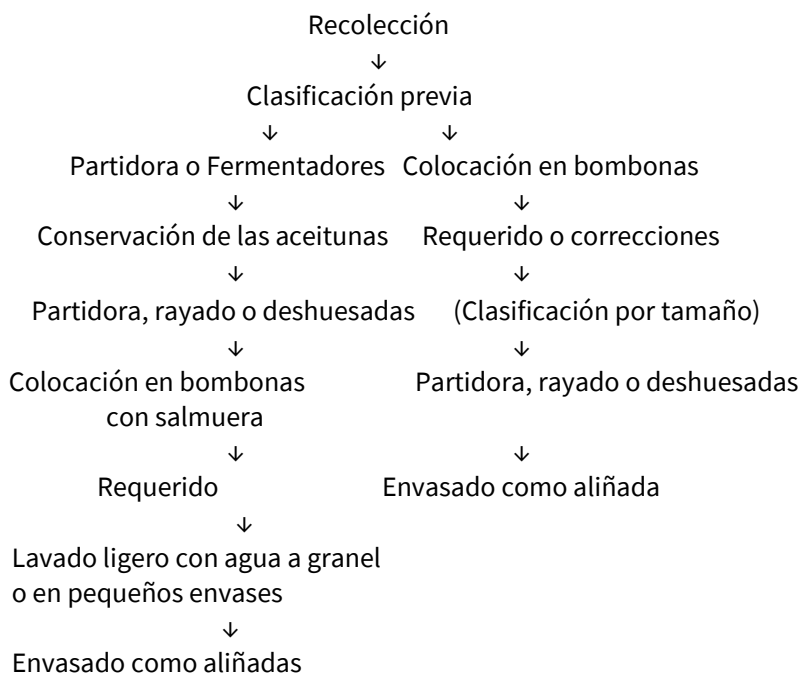 Recolección
↓
Clasificación previa
↓ ↓
Partidora o Fermentadores Colocación en bombonas
↓ ↓
Conservación de las aceitunas Requerido o correcciones
↓ ↓
Partidora, rayado o deshuesadas (Clasificación por tamaño)
↓ ↓
Colocación en bombonas Partidora, rayado o deshuesadas
con salmuera
↓ ↓
Requerido Envasado como aliñada
↓
Lavado ligero con agua a granel
o en pequeños envases
↓
Envasado como aliñadas